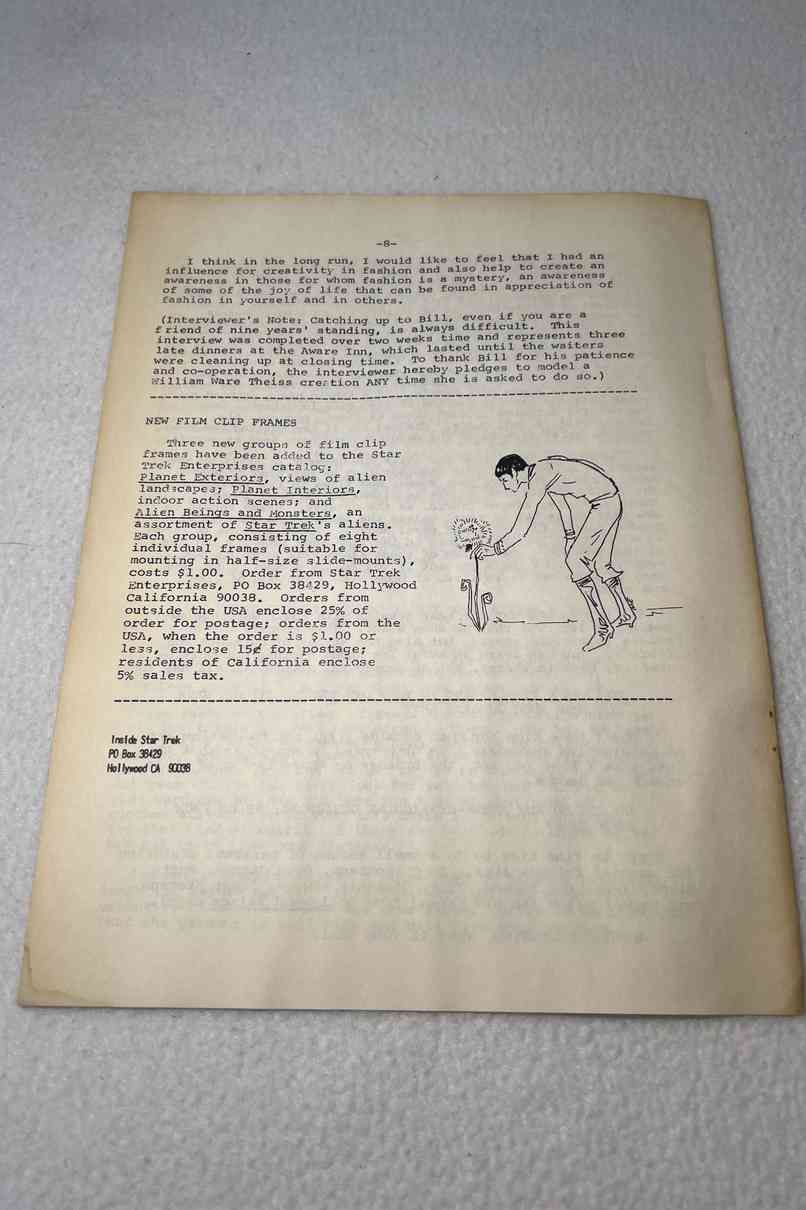 -8-
I think in the long run, I would like to feel that I had an
influence for creativity in fashion and also help to create an
awareness in those for whom fashion is a mystery, an awareness
of some of the joy of life that can be found in appreciation of
fashion in yourself and in others.
(Interviewer's Note: Catching up to Bill, even if you are a
friend of nine years' standing, is always difficult. This
interview was completed over two weeks time and represents three
late dinners at the Aware Inn, which lasted until the waiters
were cleaning up at closing time. To thank Bill for his patience
and co-operation, the interviewer hereby pledges to model a
William Ware Theiss creation ANY time she is asked to do so.)
NEW FILM CLIP FRAMES
Three new groups of film clip
frames have been added to the Star
Trek Enterprises catalog:
Planet Exteriors, views of alien
landscapes; Planet Interiors,
indoor action scenes; and
Alien Beings and Monsters, an
assortment of Star Trek's aliens.
Each group, consisting of eight
individual frames (suitable for
mounting in half-size slide-mounts),
costs $1.00. Order from Star Trek
Enterprises, PO Box 38429, Hollywood
California 90038. Orders from
outside the USA enclose 25% of
order for postage; orders from the
USA, when the order is $1.00 or
less, enclose 15¢ for postage;
residents of California enclose
5% sales tax.
Inside Star Trek
PO Box 38429
Hollywood CA 90038